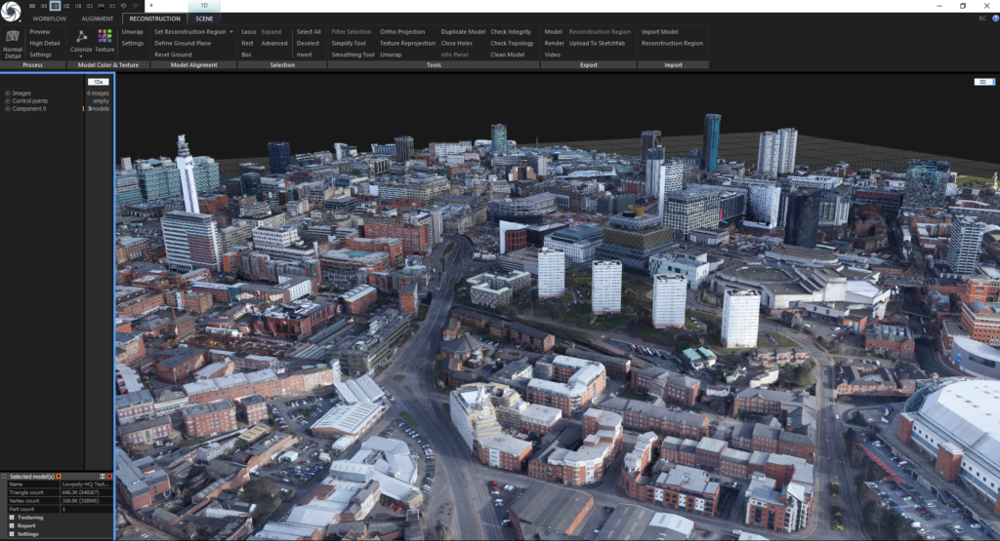 1D
WORKFLOW ALIGNMENT RECONSTRUCTION SCENE
RC
Normal Detail
Preview
High Detail
Settings
Process
Colorize
Texture
Unwrap
Settings
Model Color & Texture
Set Reconstruction Region
Define Ground Plane
Reset Ground
Model Alignment
Lasso Expand Select All
Rect Advanced Deselect
Box Invert
Selection
Filter Selection Ortho Projection Duplicate Model Check Integrity
Simplify Tool Texture Reprojection Close Holes Check Topology
Smoothing Tool Unwrap Info Panel Clean Model
Tools
Model Reconstruction Region
Render Upload To Sketchfab
Video
Export
Import Model
Reconstruction Region
Import
1Ds
3D
Images 6 images
Control points empty
Component 0 models
Selected model(s)
Name Lowpoly-HQ Text...
Triangle count 640.3K (640267)
Vertex count 318.0K (318045)
Part count 1
Texturing
Report
Settings